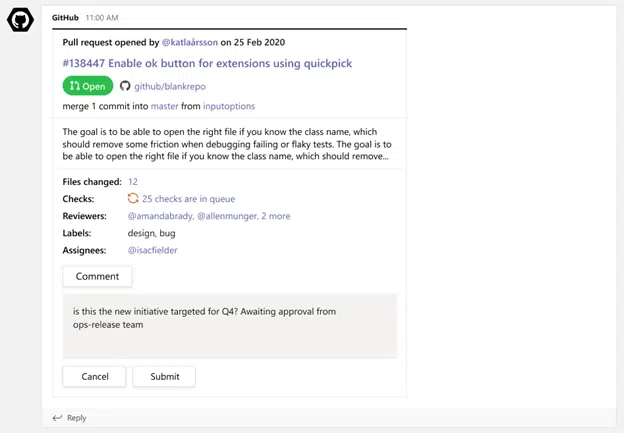 GitHub 11:00 AM
Pull request opened by @katlaårsson on 25 Feb 2020
#138447 Enable ok button for extensions using quickpick
Open github/blankrepo
merge 1 commit into master from inputoptions
The goal is to be able to open the right file if you know the class name, which
should remove some friction when debugging failing or flaky tests. The goal is to
be able to open the right file if you know the class name, which should remove...
Files changed: 12
Checks: 25 checks are in queue
Reviewers: @amandabrady, @allenmunger, 2 more
Labels: design, bug
Assignees: @isacfielder
Comment
is this the new initiative targeted for Q4? Awaiting approval from
ops-release team
Cancel Submit
Reply